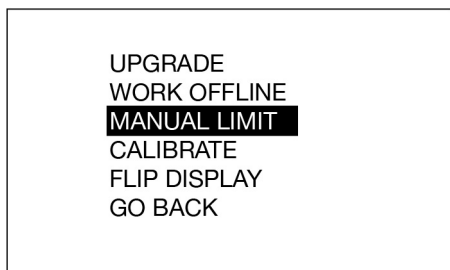 UPGRADE
WORK OFFLINE
MANUAL LIMIT
CALIBRATE
FLIP DISPLAY
GO BACK